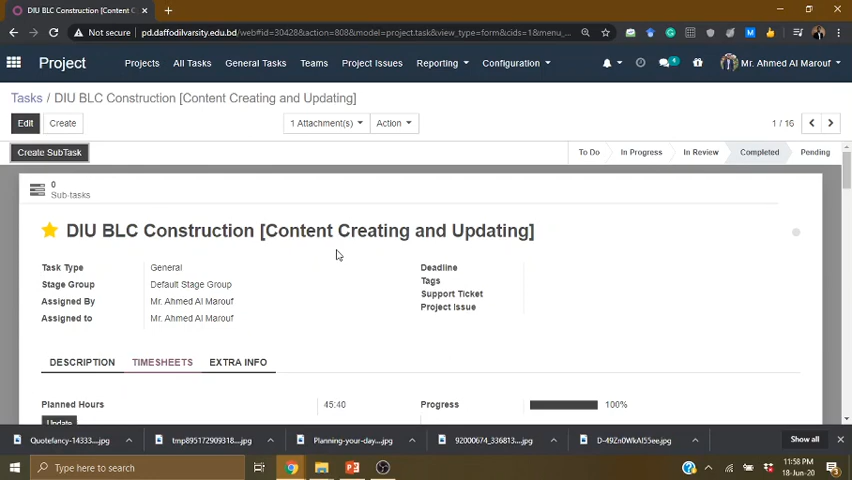 DIU BLC Construction [Content C
Not secure
pd.daffodilvarsity.edu.bd/web#id=30428&action=808&model=project.task&view_type=form&cids=1&menu_...
Project Projects All Tasks General Tasks Teams Project Issues Reporting Configuration 4 Mr. Ahmed Al Marouf
Tasks / DIU BLC Construction [Content Creating and Updating]
Edit Create 1 Attachment(s) Action 1 / 16
Create SubTask To Do In Progress In Review Completed Pending
0
Sub-tasks
DIU BLC Construction [Content Creating and Updating]
Task Type General Deadline
Stage Group Default Stage Group Tags
Assigned By Mr. Ahmed Al Marouf Support Ticket
Assigned to Mr. Ahmed Al Marouf Project Issue
DESCRIPTION TIMESHEETS EXTRA INFO
Planned Hours 45:40 Progress 100%
Update
Quotefancy-14333....jpg tmp895172909318....jpg Planning-your-day....jpg 92000674_336813....jpg D-49Zn0WkAI55ee.jpg Show all
Type here to search
11:58 PM
18-Jun-20
3